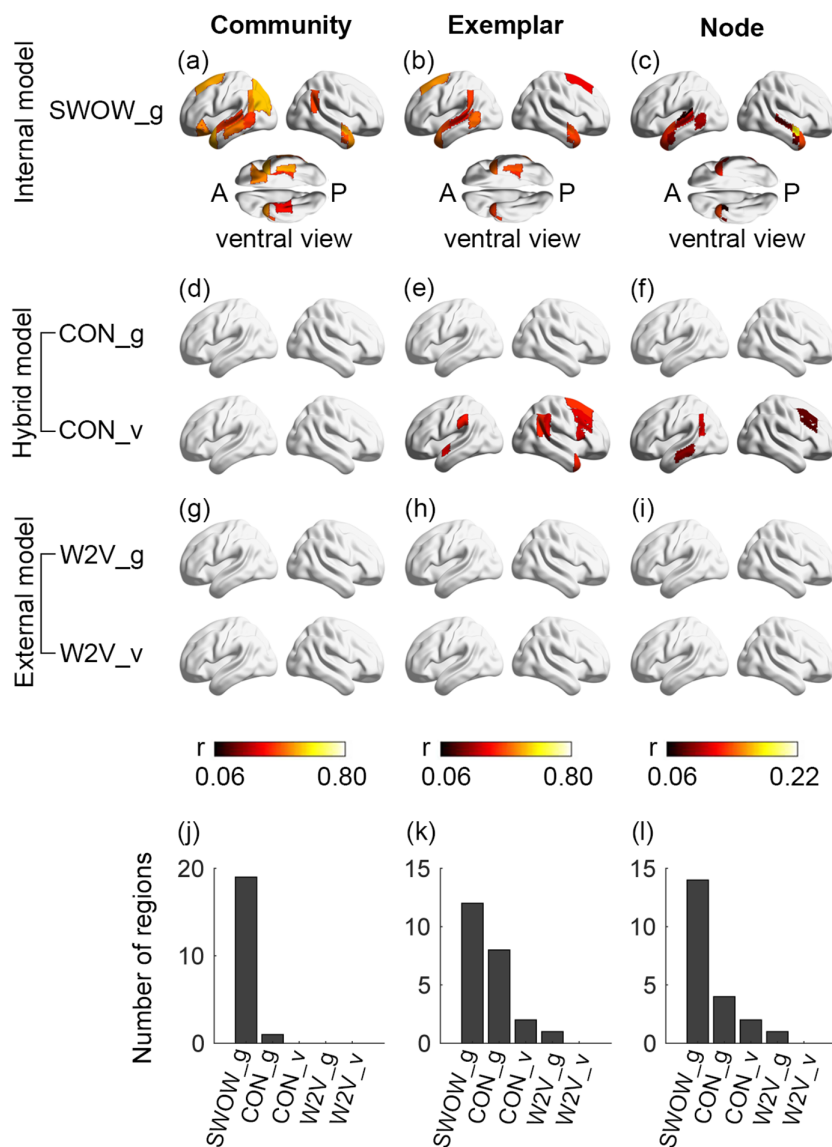 Community Exemplar Node
Internal model
(a) (b) (c)
SWOW_g
A P A P A P
ventral view ventral view ventral view
Hybrid model
(d) (e) (f)
CON_g
CON_v
External model
(g) (h) (i)
W2V_g
W2V_v
r r r
0.06 0.80 0.06 0.80 0.06 0.22
(j) (k) (l)
Number of regions
20 15 15
10 10 10
5 5
0 0 0
SWOW_g CON_g CON_v W2V_g W2V_v
SWOW_g CON_g CON_v W2V_g W2V_v
SWOW_g CON_g CON_v W2V_g W2V_v